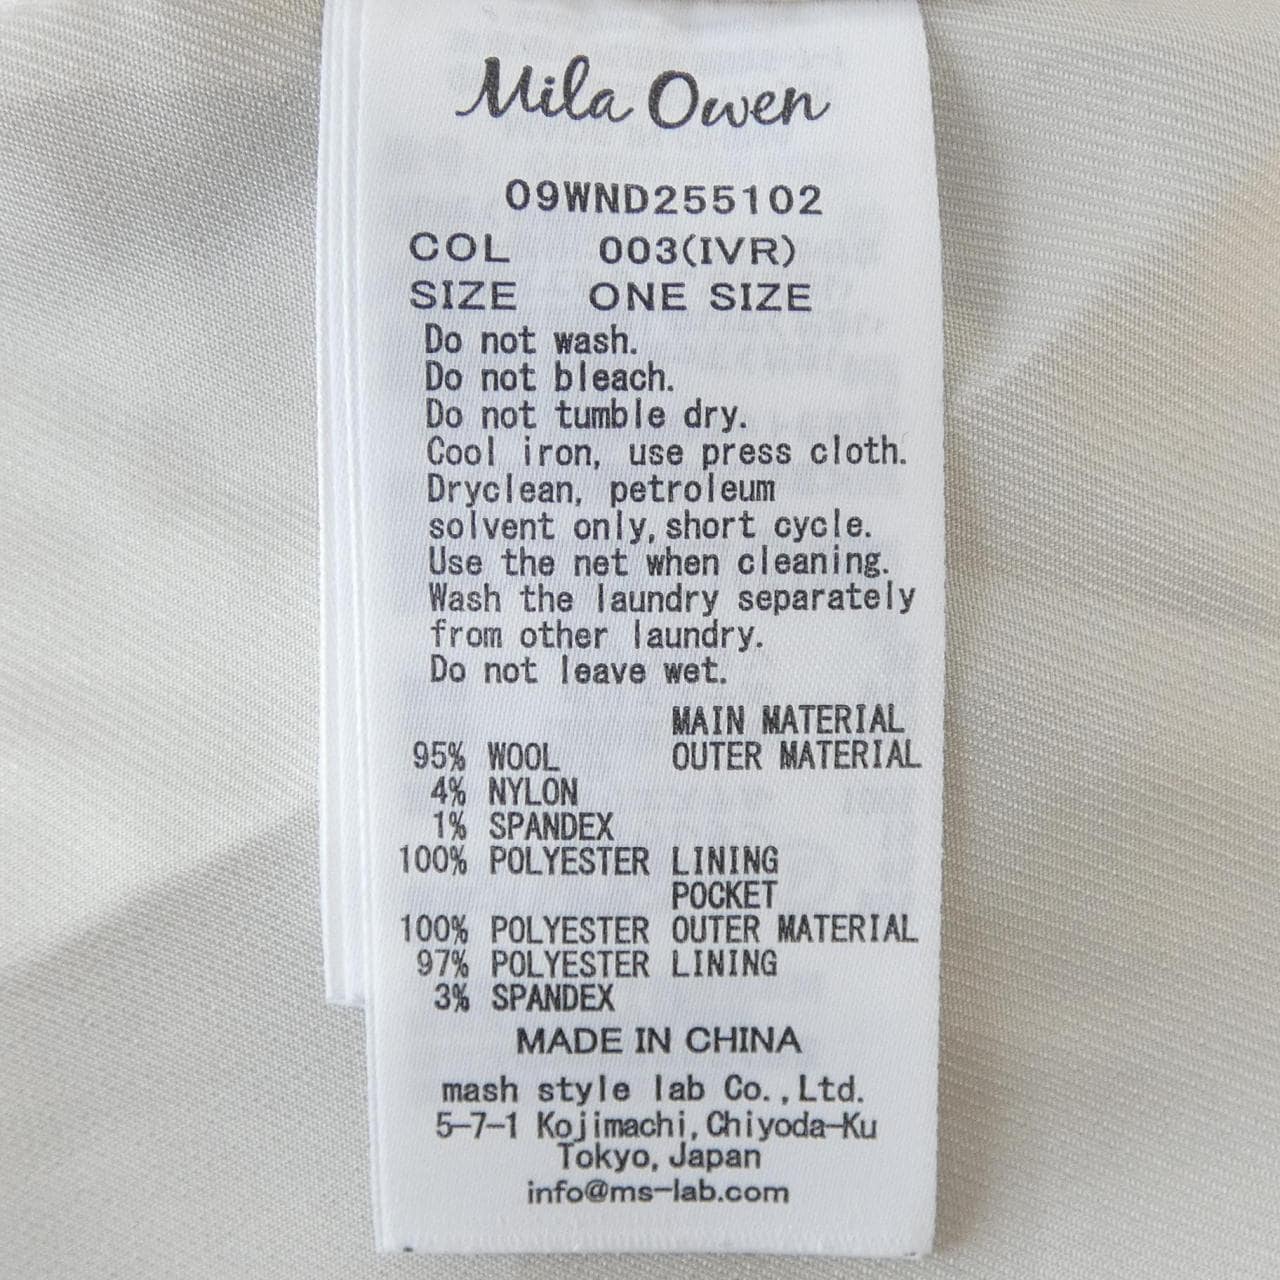 Mila Owen
09WND255102
COL 003(IVR)
SIZE ONE SIZE
Do not wash.
Do not bleach.
Do not tumble dry.
Cool iron, use press cloth.
Dryclean, petroleum
solvent only, short cycle.
Use the net when cleaning.
Wash the laundry separately
from other laundry.
Do not leave wet.
MAIN MATERIAL
95% WOOL OUTER MATERIAL
4% NYLON
1% SPANDEX
100% POLYESTER LINING
POCKET
100% POLYESTER OUTER MATERIAL
97% POLYESTER LINING
3% SPANDEX
MADE IN CHINA
mash style lab Co.,Ltd.
5-7-1 Kojimachi, Chiyoda-Ku
Tokyo, Japan
info@ms-lab.com